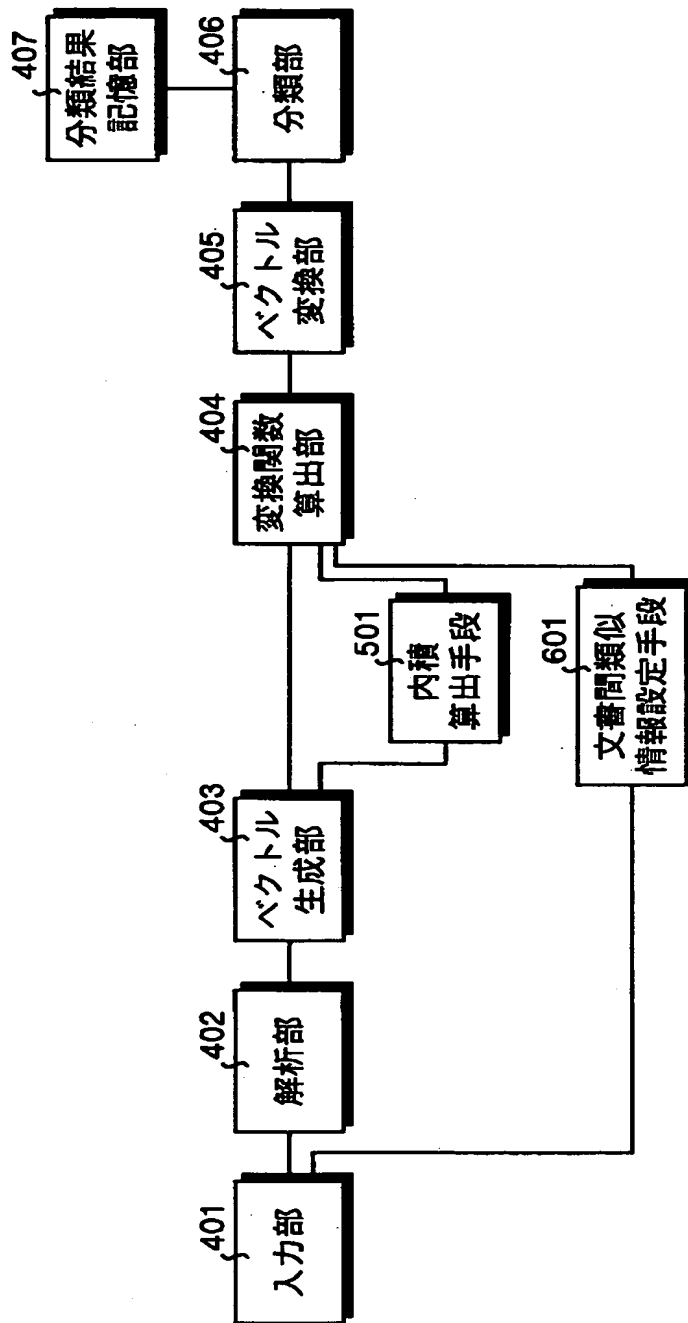 401
入力部
402
解析部
403
ベクトル
生成部
404
変換関数
算出部
405
ベクトル
変換部
406
分類部
407
分類結果
記憶部
501
内積
算出手段
601
文書間類似
情報設定手段